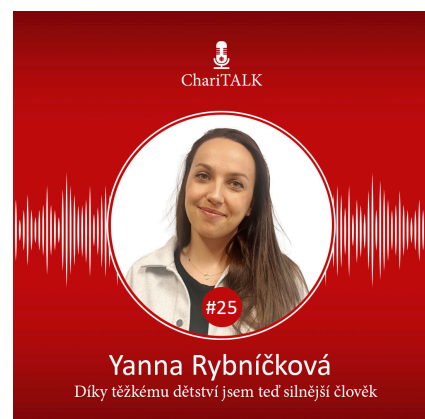 ChariTALK
#25
Yanna Rybníčková
Díky těžkému dětství jsem teď silnější člověk